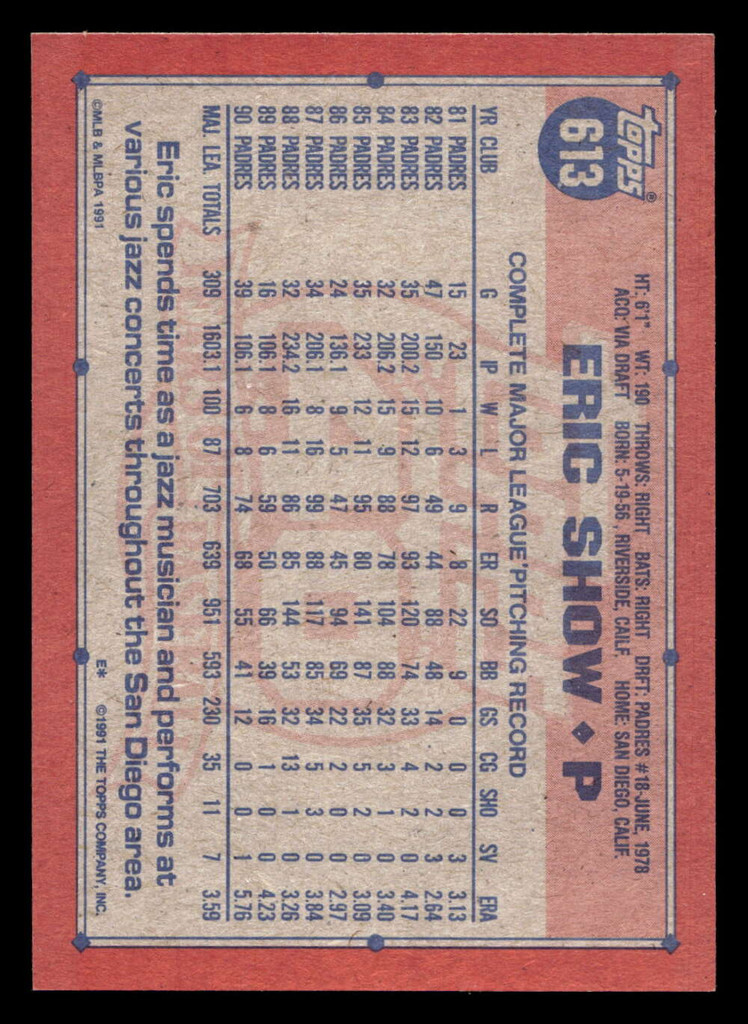 TOPPS®
613
HT: 6'1" WT: 190 THROWS: RIGHT BATS: RIGHT DRFT: PADRES #18-JUNE, 1978
ACQ: VIA DRAFT BORN: 5-19-56, RIVERSIDE, CALIF. HOME: SAN DIEGO, CALIF.
ERIC SHOW ◆ P
COMPLETE MAJOR LEAGUE PITCHING RECORD
YR CLUB G IP W L R ER SO BB GS CG SHO SV ERA
81 PADRES 15 23 1 3 9 8 22 9 0 0 0 3 3.13
82 PADRES 47 150 10 6 49 44 88 48 14 2 2 3 2.64
83 PADRES 35 200.2 15 12 97 93 120 74 33 4 2 0 4.17
84 PADRES 32 206.2 15 9 88 78 104 88 32 3 1 0 3.40
85 PADRES 35 233 12 11 95 80 141 87 35 5 2 0 3.09
86 PADRES 24 136.1 9 5 47 45 94 69 22 2 0 0 2.97
87 PADRES 34 206.1 8 16 99 88 117 85 34 5 3 0 3.84
88 PADRES 32 234.2 16 11 86 85 144 53 32 13 1 0 3.26
89 PADRES 16 106.1 8 6 59 50 66 39 16 1 0 0 4.23
90 PADRES 39 106.1 6 8 74 68 55 41 12 0 0 1 5.76
MAJ. LEA. TOTALS 309 1603.1 100 87 703 639 951 593 230 35 11 7 3.59
Eric spends time as a jazz musician and performs at
various jazz concerts throughout the San Diego area.
©MLB & MLBPA 1991 E* ©1991 THE TOPPS COMPANY, INC.